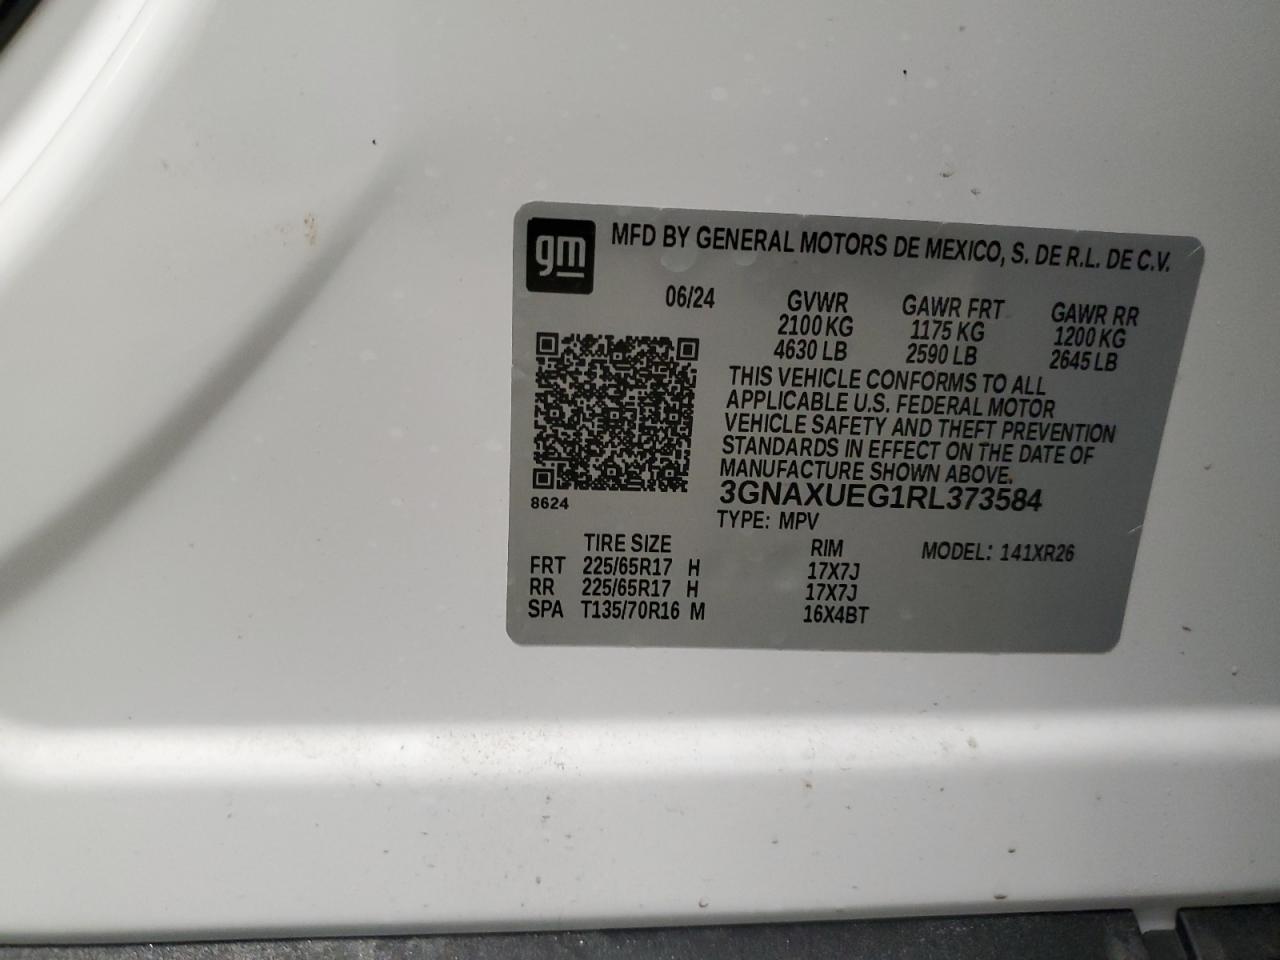 gm MFD BY GENERAL MOTORS DE MEXICO, S. DE R.L. DE C.V.
06/24 GVWR GAWR FRT GAWR RR
2100 KG 1175 KG 1200 KG
4630 LB 2590 LB 2645 LB
THIS VEHICLE CONFORMS TO ALL
APPLICABLE U.S. FEDERAL MOTOR
VEHICLE SAFETY AND THEFT PREVENTION
STANDARDS IN EFFECT ON THE DATE OF
MANUFACTURE SHOWN ABOVE.
8624 3GNAXUEG1RL373584
TYPE: MPV
TIRE SIZE RIM MODEL: 141XR26
FRT 225/65R17 H 17X7J
RR 225/65R17 H 17X7J
SPA T135/70R16 M 16X4BT